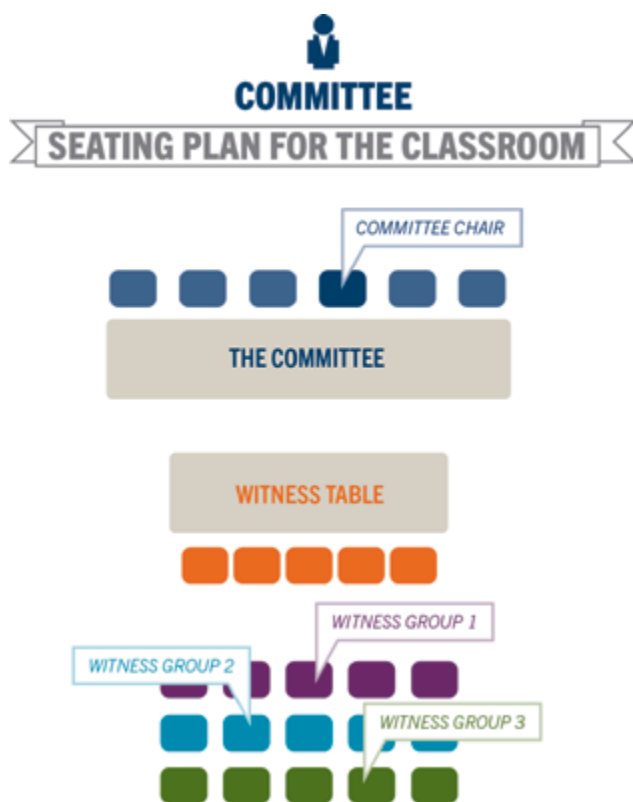 COMMITTEE
SEATING PLAN FOR THE CLASSROOM
COMMITTEE CHAIR
THE COMMITTEE
WITNESS TABLE
WITNESS GROUP 1
WITNESS GROUP 2
WITNESS GROUP 3